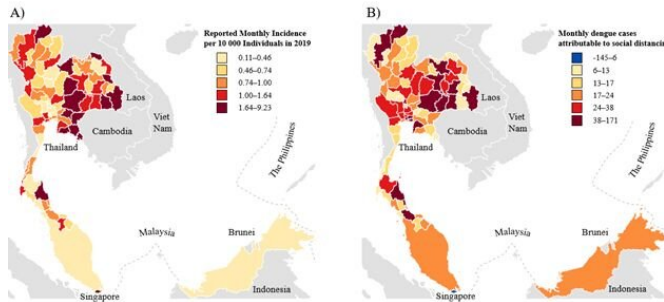 A)
Reported Monthly Incidence
per 10 000 Individuals in 2019
0.11–0.46
0.46–0.74
0.74–1.00
1.00–1.64
1.64–9.23
Laos
Viet
Nam
Cambodia
Thailand
The Philippines
Malaysia
Brunei
Singapore
Indonesia
B)
Monthly dengue cases
attributable to social distancin
-145–6
6–13
13–17
17–24
24–38
38–171
Laos
Viet
Nam
Cambodia
Thailand
The Philippines
Malaysia
Brunei
Singapore
Indonesia